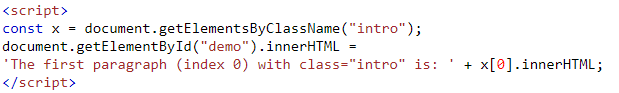 <script>
const x = document.getElementsByClassName("intro");
document.getElementById("demo").innerHTML =
'The first paragraph (index 0) with class="intro" is: ' + x[0].innerHTML;
</script>